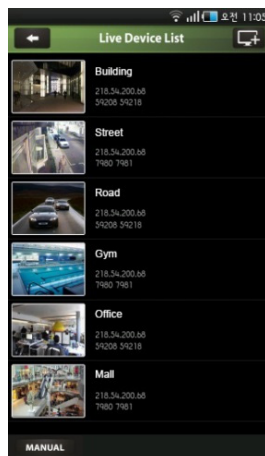 오전 11:05
Live Device List
Building
218.54.200.68
59208 59218
Street
218.54.200.68
7980 7981
Road
218.54.200.68
59208 59218
Gym
218.54.200.68
7980 7981
Office
218.54.200.68
59208 59218
Mall
218.54.200.68
7980 7981
MANUAL